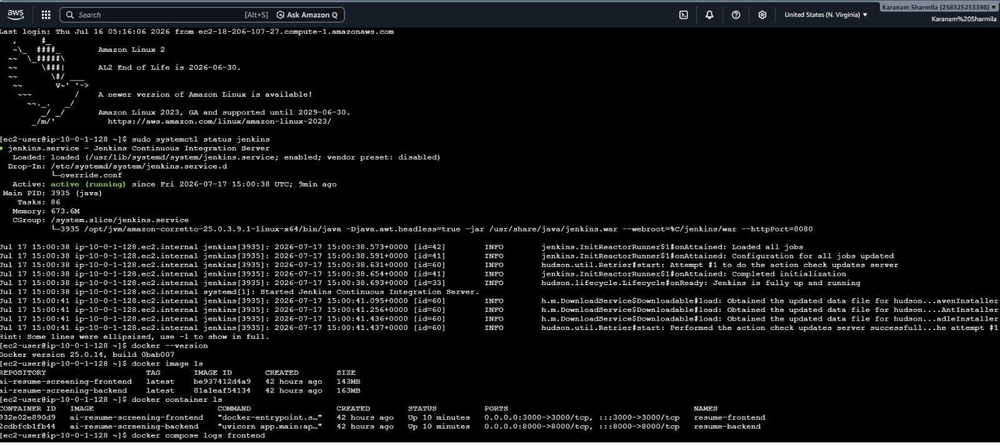 aws
Search [Alt+S] Ask Amazon Q
United States (N. Virginia) ▼
Karanam Sharmila (258325253398) ▼
Karanam%20Sharmila
Last login: Thu Jul 16 05:16:06 2026 from ec2-18-206-107-27.compute-1.amazonaws.com
   ,     #_
   ~\_  ####_        Amazon Linux 2
  ~~  \_#####\
  ~~     \###|       AL2 End of Life is 2026-06-30.
  ~~       \#/ ___
   ~~       V~' '->
    ~~~         /    A newer version of Amazon Linux is available!
      ~~._.   _/
         _/ _/       Amazon Linux 2023, GA and supported until 2029-06-30.
       _/m/'           https://aws.amazon.com/linux/amazon-linux-2023/
[ec2-user@ip-10-0-1-128 ~]$ sudo systemctl status jenkins
● jenkins.service - Jenkins Continuous Integration Server
   Loaded: loaded (/usr/lib/systemd/system/jenkins.service; enabled; vendor preset: disabled)
  Drop-In: /etc/systemd/system/jenkins.service.d
           └─override.conf
   Active: active (running) since Fri 2026-07-17 15:00:38 UTC; 9min ago
 Main PID: 3935 (java)
    Tasks: 86
   Memory: 673.6M
   CGroup: /system.slice/jenkins.service
           └─3935 /opt/jvm/amazon-corretto-25.0.3.9.1-linux-x64/bin/java -Djava.awt.headless=true -jar /usr/share/java/jenkins.war --webroot=%C/jenkins/war --httpPort=8080
Jul 17 15:00:38 ip-10-0-1-128.ec2.internal jenkins[3935]: 2026-07-17 15:00:38.573+0000 [id=42] INFO jenkins.InitReactorRunner$1#onAttained: Loaded all jobs
Jul 17 15:00:38 ip-10-0-1-128.ec2.internal jenkins[3935]: 2026-07-17 15:00:38.591+0000 [id=41] INFO jenkins.InitReactorRunner$1#onAttained: Configuration for all jobs updated
Jul 17 15:00:38 ip-10-0-1-128.ec2.internal jenkins[3935]: 2026-07-17 15:00:38.631+0000 [id=60] INFO hudson.util.Retrier#start: Attempt #1 to do the action check updates server
Jul 17 15:00:38 ip-10-0-1-128.ec2.internal jenkins[3935]: 2026-07-17 15:00:38.654+0000 [id=41] INFO jenkins.InitReactorRunner$1#onAttained: Completed initialization
Jul 17 15:00:38 ip-10-0-1-128.ec2.internal jenkins[3935]: 2026-07-17 15:00:38.693+0000 [id=33] INFO hudson.lifecycle.Lifecycle#onReady: Jenkins is fully up and running
Jul 17 15:00:38 ip-10-0-1-128.ec2.internal systemd[1]: Started Jenkins Continuous Integration Server.
Jul 17 15:00:41 ip-10-0-1-128.ec2.internal jenkins[3935]: 2026-07-17 15:00:41.095+0000 [id=60] INFO h.m.DownloadService$Downloadable#load: Obtained the updated data file for hudson...avenInstaller
Jul 17 15:00:41 ip-10-0-1-128.ec2.internal jenkins[3935]: 2026-07-17 15:00:41.256+0000 [id=60] INFO h.m.DownloadService$Downloadable#load: Obtained the updated data file for hudson....AntInstaller
Jul 17 15:00:41 ip-10-0-1-128.ec2.internal jenkins[3935]: 2026-07-17 15:00:41.436+0000 [id=60] INFO h.m.DownloadService$Downloadable#load: Obtained the updated data file for hudson...adleInstaller
Jul 17 15:00:41 ip-10-0-1-128.ec2.internal jenkins[3935]: 2026-07-17 15:00:41.437+0000 [id=60] INFO hudson.util.Retrier#start: Performed the action check updates server successfull...he attempt #1
Hint: Some lines were ellipsized, use -l to show in full.
[ec2-user@ip-10-0-1-128 ~]$ docker --version
Docker version 25.0.14, build 0bab007
[ec2-user@ip-10-0-1-128 ~]$ docker image ls
REPOSITORY TAG IMAGE ID CREATED SIZE
ai-resume-screening-frontend latest be937412d4a9 42 hours ago 143MB
ai-resume-screening-backend latest 81a1eaf54134 42 hours ago 163MB
[ec2-user@ip-10-0-1-128 ~]$ docker container ls
CONTAINER ID IMAGE COMMAND CREATED STATUS PORTS NAMES
932e02e890d9 ai-resume-screening-frontend "docker-entrypoint.s…" 42 hours ago Up 10 minutes 0.0.0.0:3000->3000/tcp, :::3000->3000/tcp resume-frontend
2cdbfcb1fb44 ai-resume-screening-backend "uvicorn app.main:ap…" 42 hours ago Up 10 minutes 0.0.0.0:8000->8000/tcp, :::8000->8000/tcp resume-backend
[ec2-user@ip-10-0-1-128 ~]$ docker compose logs frontend